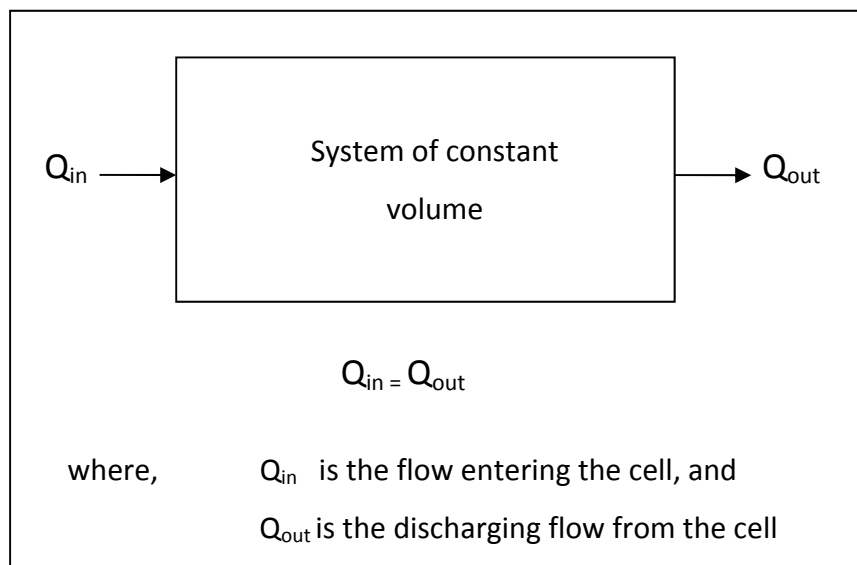 System of constant
Q_in Q_out
volume
Q_in = Q_out
where, Q_in is the flow entering the cell, and
Q_out is the discharging flow from the cell